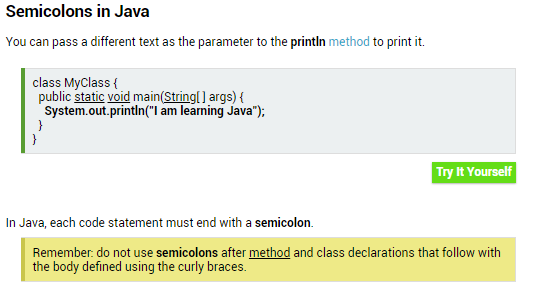 Semicolons in Java
You can pass a different text as the parameter to the println method to print it.
class MyClass {
public static void main(String[ ] args) {
System.out.println("I am learning Java");
}
}
Try It Yourself
In Java, each code statement must end with a semicolon.
Remember: do not use semicolons after method and class declarations that follow with
the body defined using the curly braces.